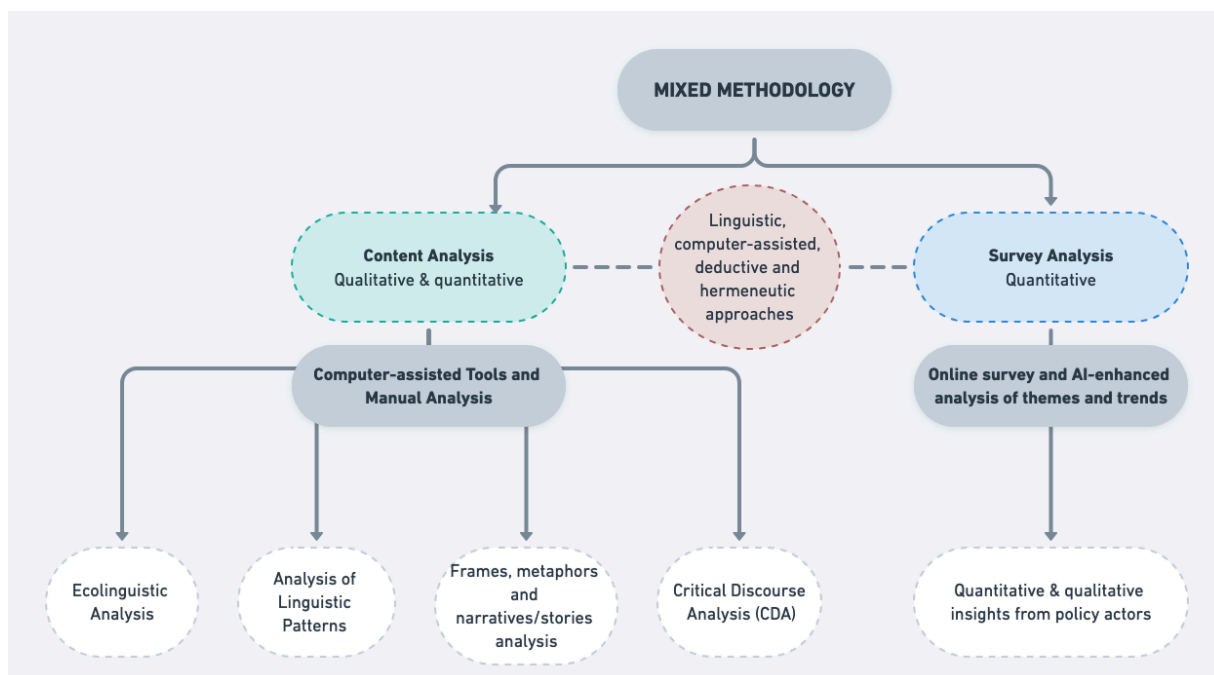 MIXED METHODOLOGY
Content Analysis
Qualitative & quantitative
Linguistic,
computer-assisted,
deductive and
hermeneutic
approaches
Survey Analysis
Quantitative
Computer-assisted Tools and
Manual Analysis
Online survey and AI-enhanced
analysis of themes and trends
Ecolinguistic
Analysis
Analysis of
Linguistic
Patterns
Frames, metaphors
and
narratives/stories
analysis
Critical Discourse
Analysis (CDA)
Quantitative & qualitative
insights from policy actors